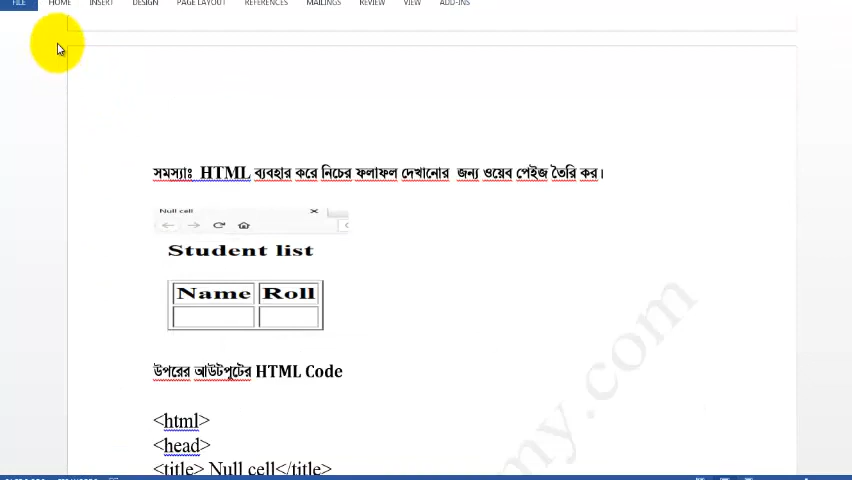 FILE HOME INSERT DESIGN PAGE LAYOUT REFERENCES MAILINGS REVIEW VIEW ADD-INS
সমস্যাঃ HTML ব্যবহার করে নিচের ফলাফল দেখানোর জন্য ওয়েব পেইজ তৈরি কর।
Null cell
Student list
Name Roll
উপরের আউটপুটের HTML Code
<html>
<head>
<title> Null cell</title>
my.com